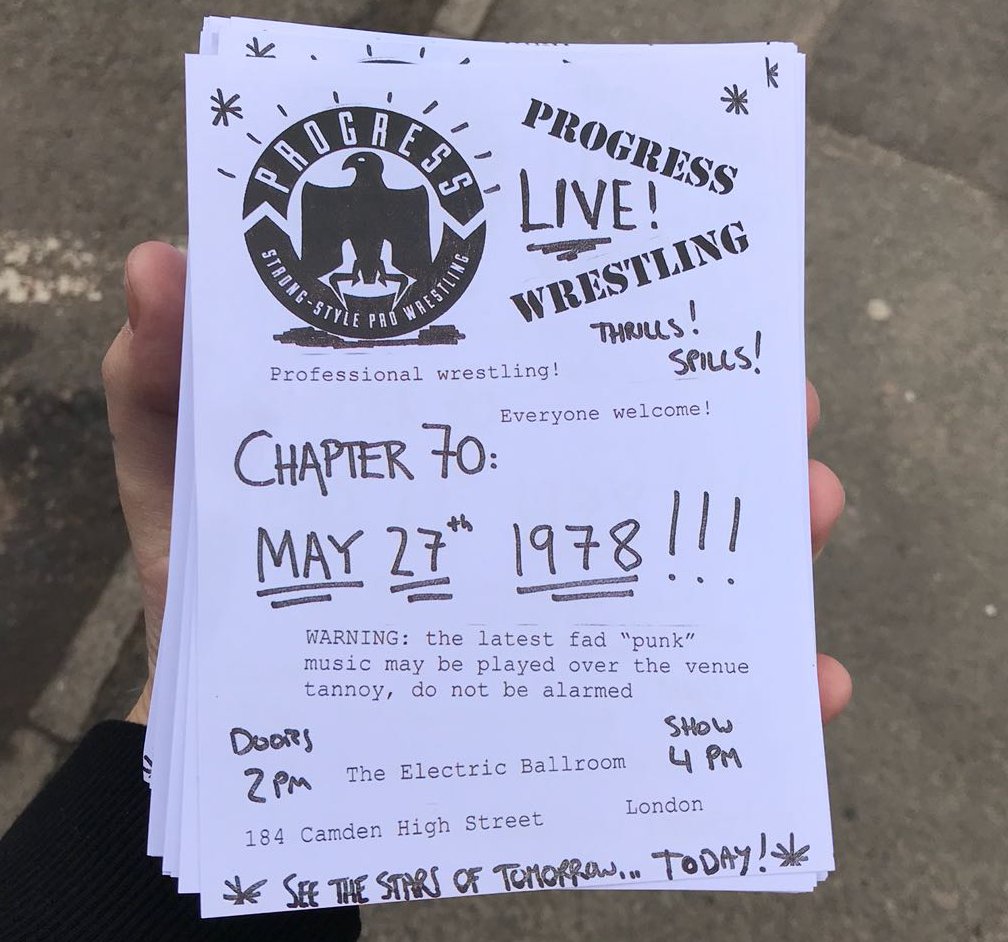 PROGRESS
STRONG-STYLE PRO WRESTLING
PROGRESS
LIVE!
WRESTLING
THRILLS!
SPILLS!
Professional wrestling!
Everyone welcome!
CHAPTER 70:
MAY 27th 1978!!!
WARNING: the latest fad "punk"
music may be played over the venue
tannoy, do not be alarmed
DOORS
2PM
The Electric Ballroom
SHOW
4 PM
184 Camden High Street
London
SEE THE STARS OF TOMORROW... TODAY!